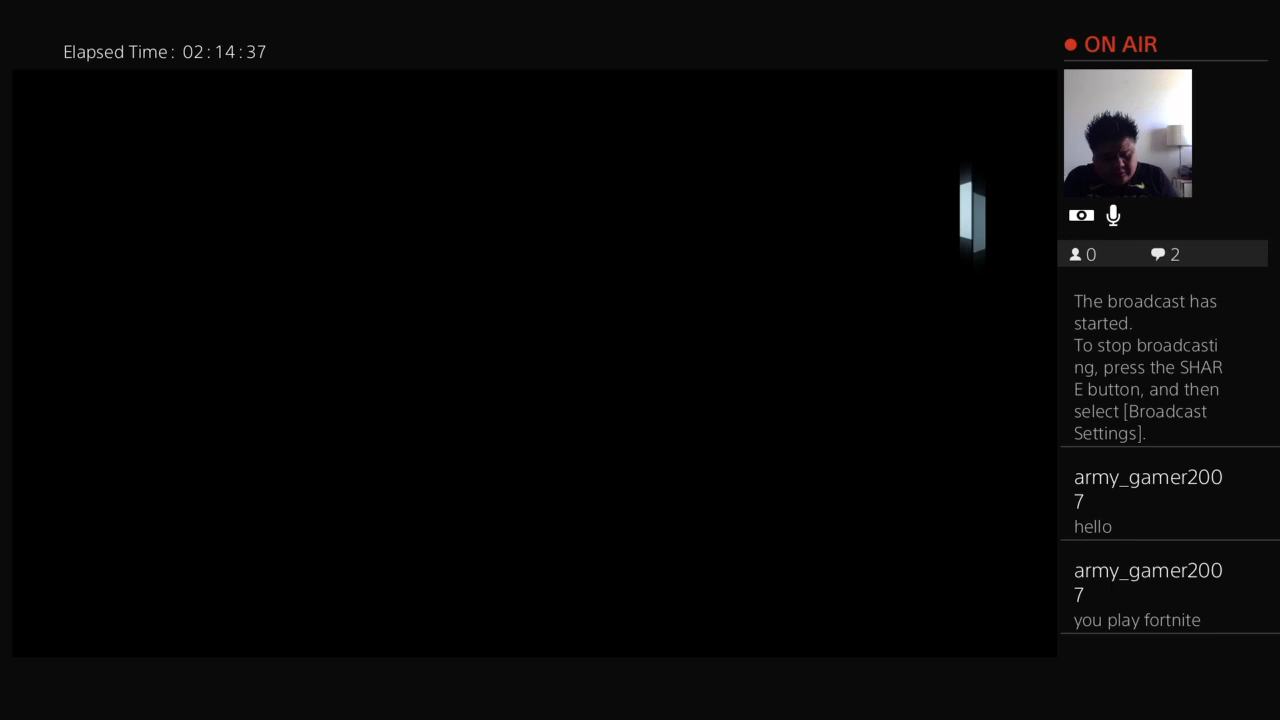 Elapsed Time: 02:14:37
ON AIR
0 2
The broadcast has
started.
To stop broadcasti
ng, press the SHAR
E button, and then
select [Broadcast
Settings].
army_gamer200
7
hello
army_gamer200
7
you play fortnite